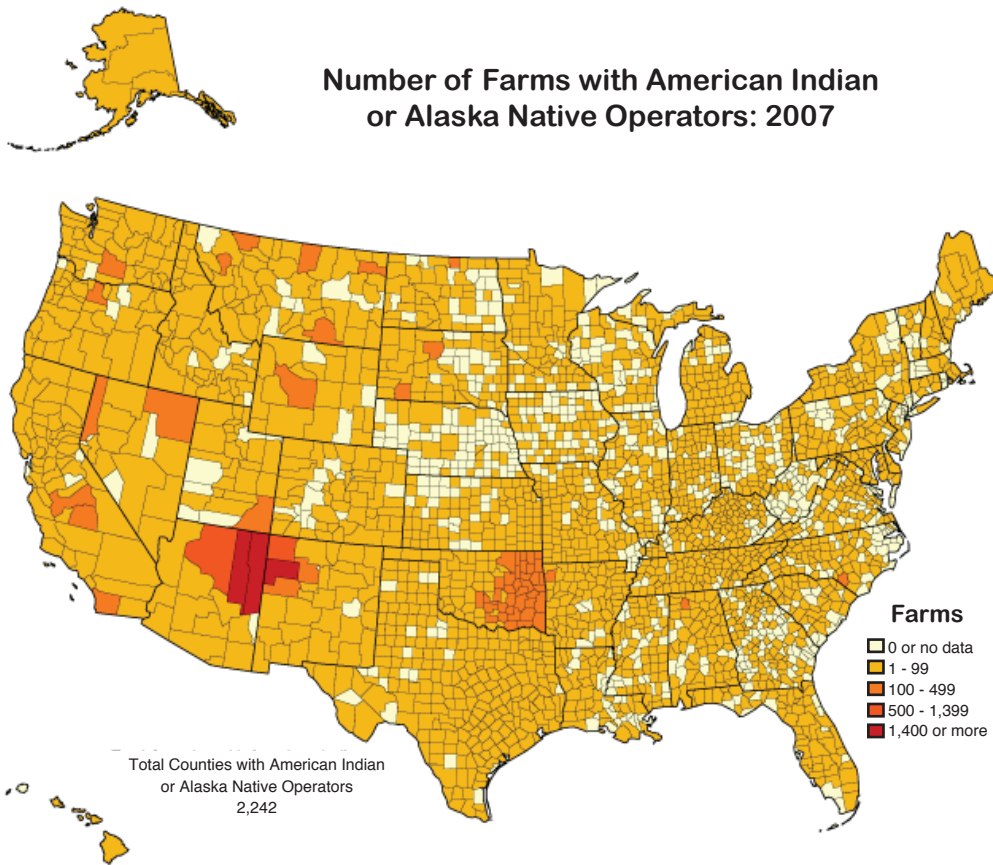 Number of Farms with American Indian
or Alaska Native Operators: 2007
Farms
0 or no data
1 - 99
100 - 499
500 - 1,399
1,400 or more
Total Counties with American Indian
or Alaska Native Operators
2,242